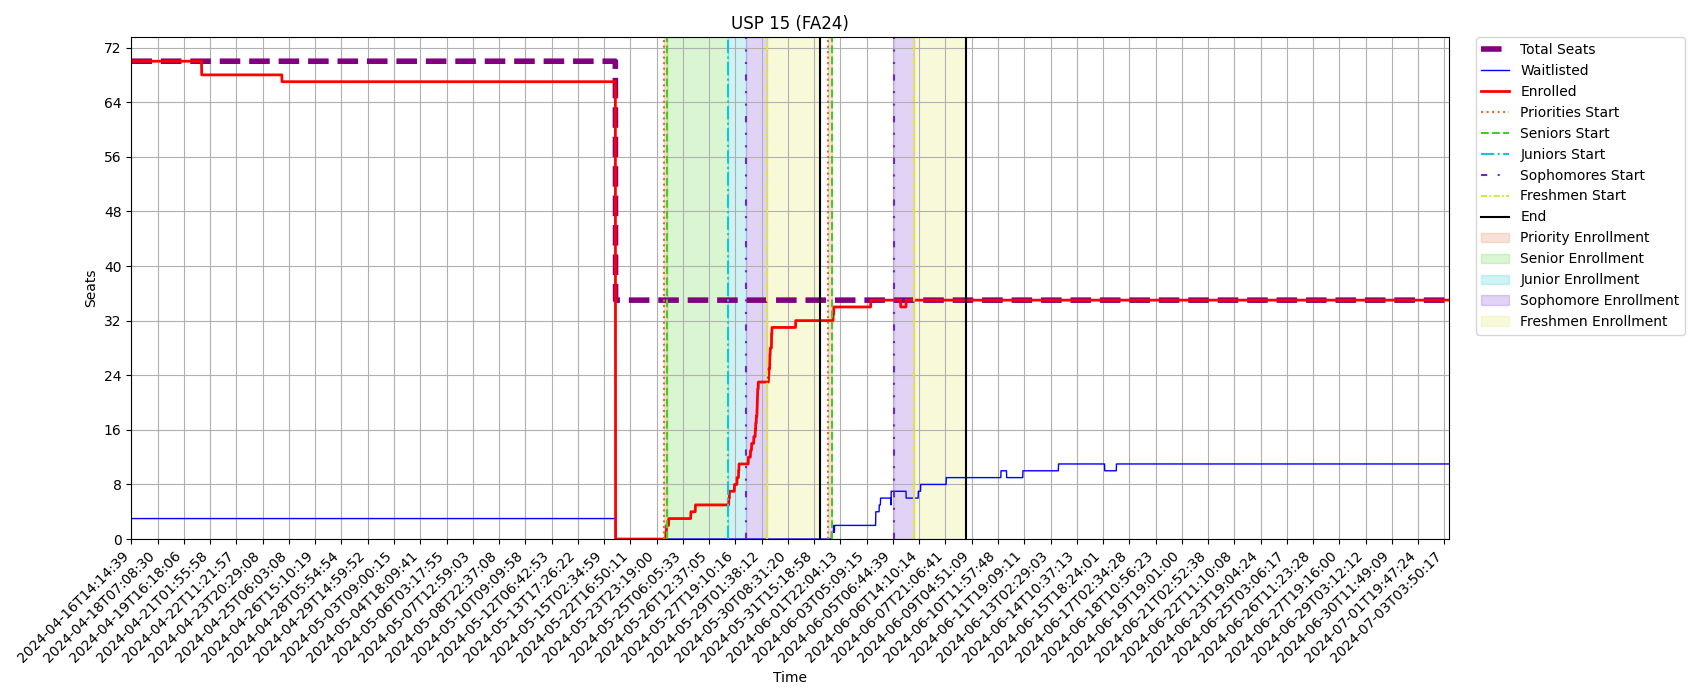 USP 15 (FA24)
Seats
72
64
56
48
40
32
24
16
8
0
2024-04-16T14:14:39
2024-04-18T07:08:30
2024-04-19T16:18:06
2024-04-21T01:55:58
2024-04-22T11:21:57
2024-04-23T20:29:08
2024-04-25T06:03:08
2024-04-26T15:10:19
2024-04-28T05:54:54
2024-04-29T14:59:52
2024-05-03T09:00:15
2024-05-04T18:09:41
2024-05-06T03:17:55
2024-05-07T12:59:03
2024-05-08T22:37:08
2024-05-10T09:09:58
2024-05-12T06:42:53
2024-05-13T17:26:22
2024-05-15T02:34:59
2024-05-22T16:50:11
2024-05-23T23:19:00
2024-05-25T06:05:33
2024-05-26T12:37:05
2024-05-27T19:10:16
2024-05-29T01:38:12
2024-05-30T08:31:20
2024-05-31T15:18:58
2024-06-01T22:04:13
2024-06-03T05:09:15
2024-06-05T06:44:39
2024-06-06T14:10:14
2024-06-07T21:06:41
2024-06-09T04:51:09
2024-06-10T11:57:48
2024-06-11T19:09:11
2024-06-13T02:29:03
2024-06-14T10:37:13
2024-06-15T18:24:01
2024-06-17T02:34:28
2024-06-18T10:56:23
2024-06-19T19:01:00
2024-06-21T02:52:38
2024-06-22T11:10:08
2024-06-23T19:04:24
2024-06-25T03:06:17
2024-06-26T11:23:28
2024-06-27T19:16:00
2024-06-29T03:12:12
2024-06-30T11:49:09
2024-07-01T19:47:24
2024-07-03T03:50:17
Time
Total Seats
Waitlisted
Enrolled
Priorities Start
Seniors Start
Juniors Start
Sophomores Start
Freshmen Start
End
Priority Enrollment
Senior Enrollment
Junior Enrollment
Sophomore Enrollment
Freshmen Enrollment